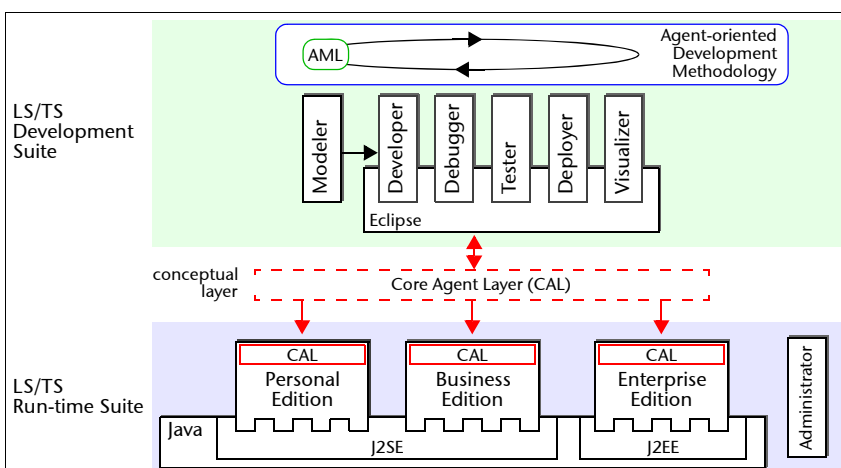 Agent-oriented
Development
Methodology
AML
LS/TS
Development
Suite
Modeler
Developer
Debugger
Tester
Deployer
Visualizer
Eclipse
conceptual
layer
Core Agent Layer (CAL)
CAL
CAL
CAL
Personal
Edition
Business
Edition
Enterprise
Edition
LS/TS
Run-time Suite
Administrator
Java
J2SE
J2EE